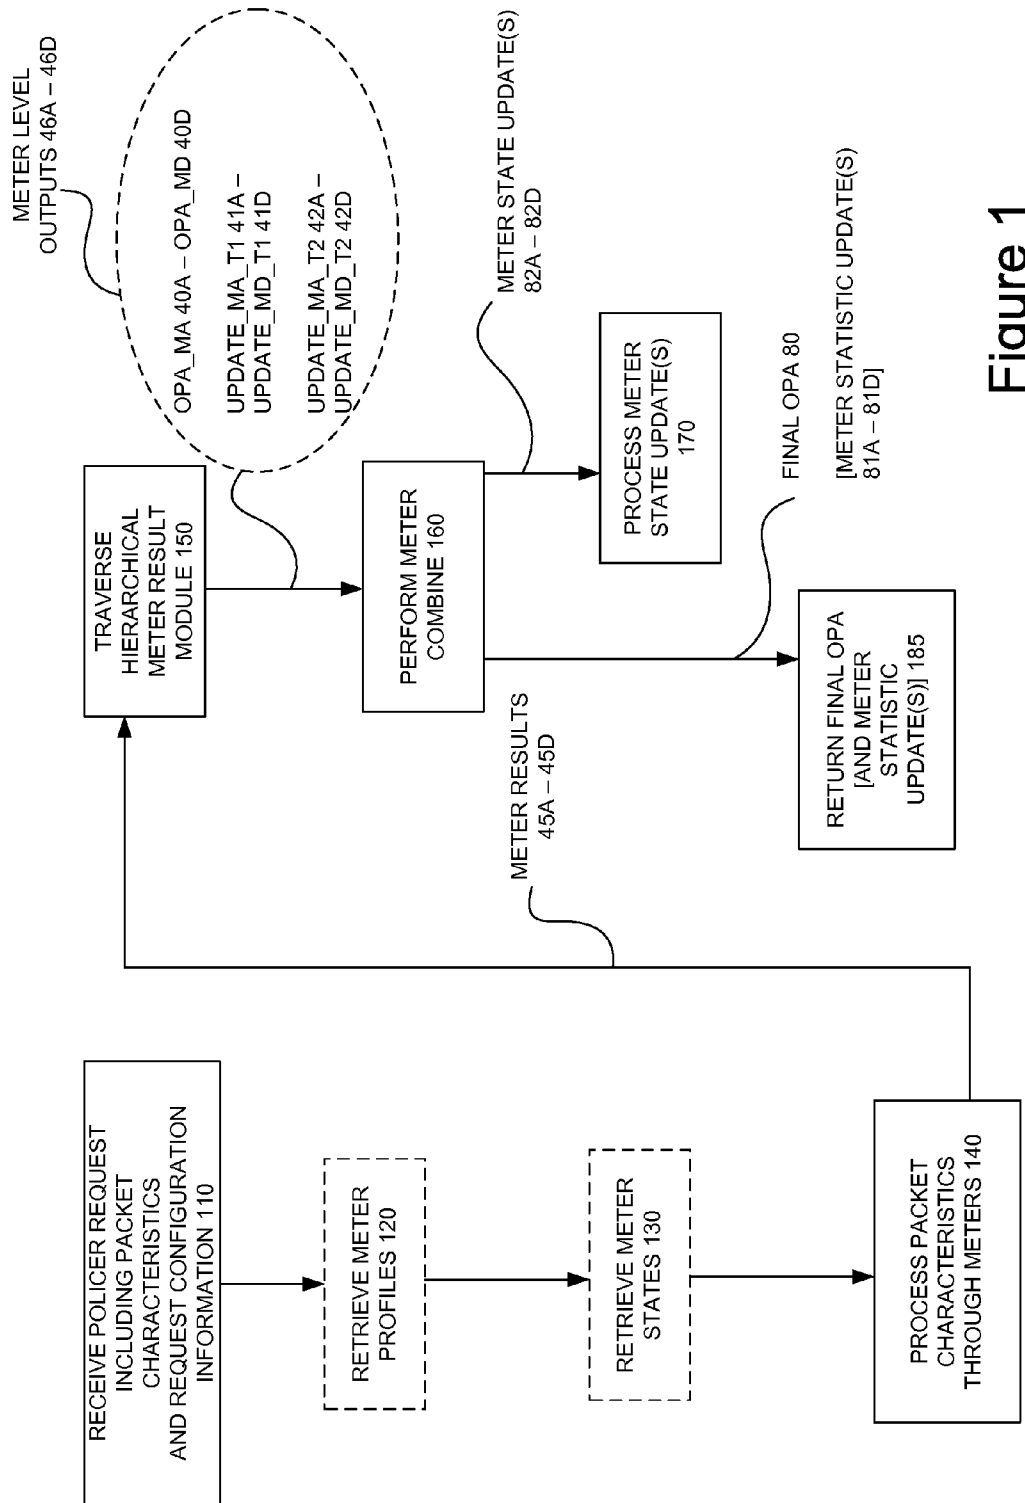 RECEIVE POLICER REQUEST
INCLUDING PACKET
CHARACTERISTICS
AND REQUEST CONFIGURATION
INFORMATION 110
RETRIEVE METER
PROFILES 120
RETRIEVE METER
STATES 130
PROCESS PACKET
CHARACTERISTICS
THROUGH METERS 140
METER RESULTS
45A – 45D
TRAVERSE
HIERARCHICAL
METER RESULT
MODULE 150
METER LEVEL
OUTPUTS 46A – 46D
OPA_MA 40A – OPA_MD 40D
UPDATE_MA_T1 41A –
UPDATE_MD_T1 41D
UPDATE_MA_T2 42A –
UPDATE_MD_T2 42D
PERFORM METER
COMBINE 160
METER STATE UPDATE(S)
82A – 82D
PROCESS METER
STATE UPDATE(S)
170
FINAL OPA 80
[METER STATISTIC UPDATE(S)
81A – 81D]
RETURN FINAL OPA
[AND METER
STATISTIC
UPDATE(S)] 185
Figure 1